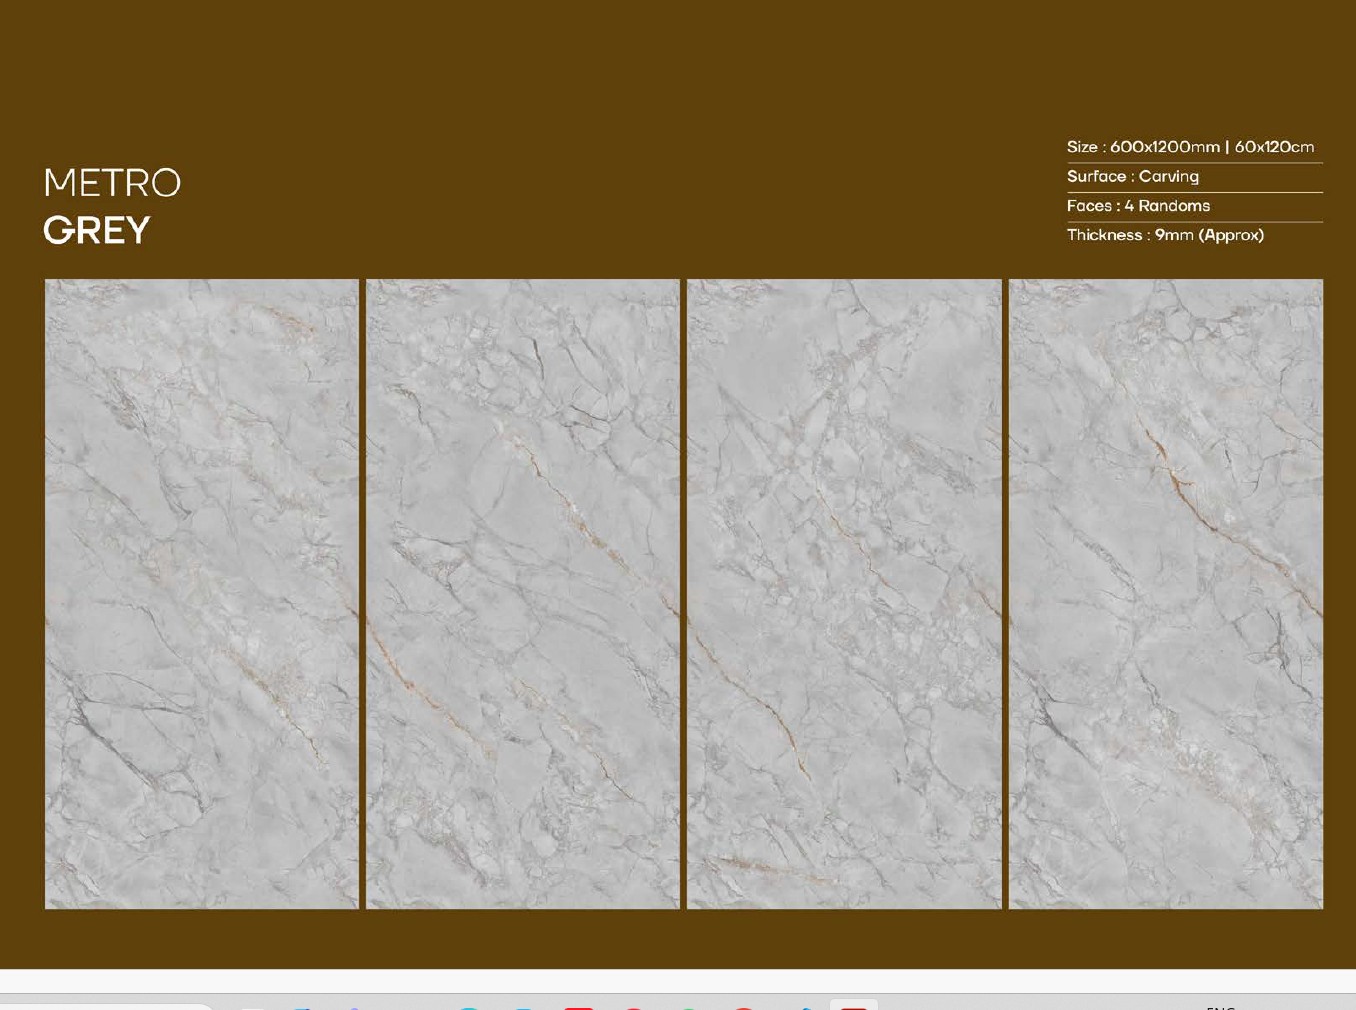 METRO
GREY
Size : 600x1200mm | 60x120cm
Surface : Carving
Faces : 4 Randoms
Thickness : 9mm (Approx)